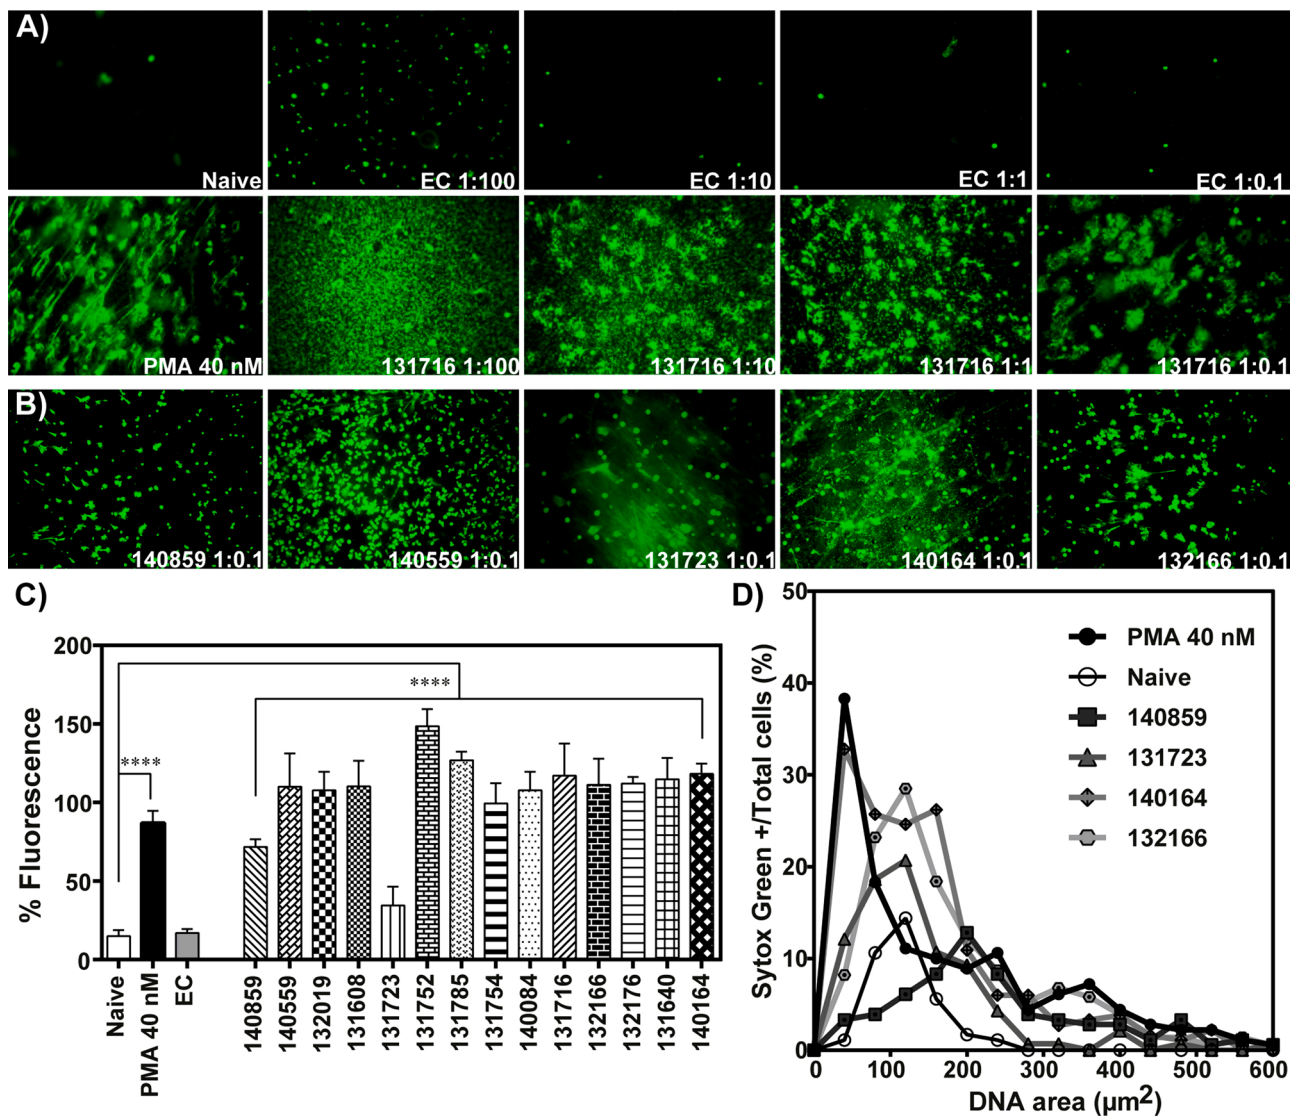 A)
Naive
EC 1:100
EC 1:10
EC 1:1
EC 1:0.1
PMA 40 nM
131716 1:100
131716 1:10
131716 1:1
131716 1:0.1
B)
140859 1:0.1
140559 1:0.1
131723 1:0.1
140164 1:0.1
132166 1:0.1
C)
% Fluorescence
200
150
100
50
0
****
****
Naive
PMA 40 nM
EC
140859
140559
132019
131608
131723
131752
131785
131754
140084
131716
132166
132176
131640
140164
D)
Sytox Green +/Total cells (%)
50
40
30
20
10
0
PMA 40 nM
Naive
140859
131723
140164
132166
0
100
200
300
400
500
600
DNA area (µm²)